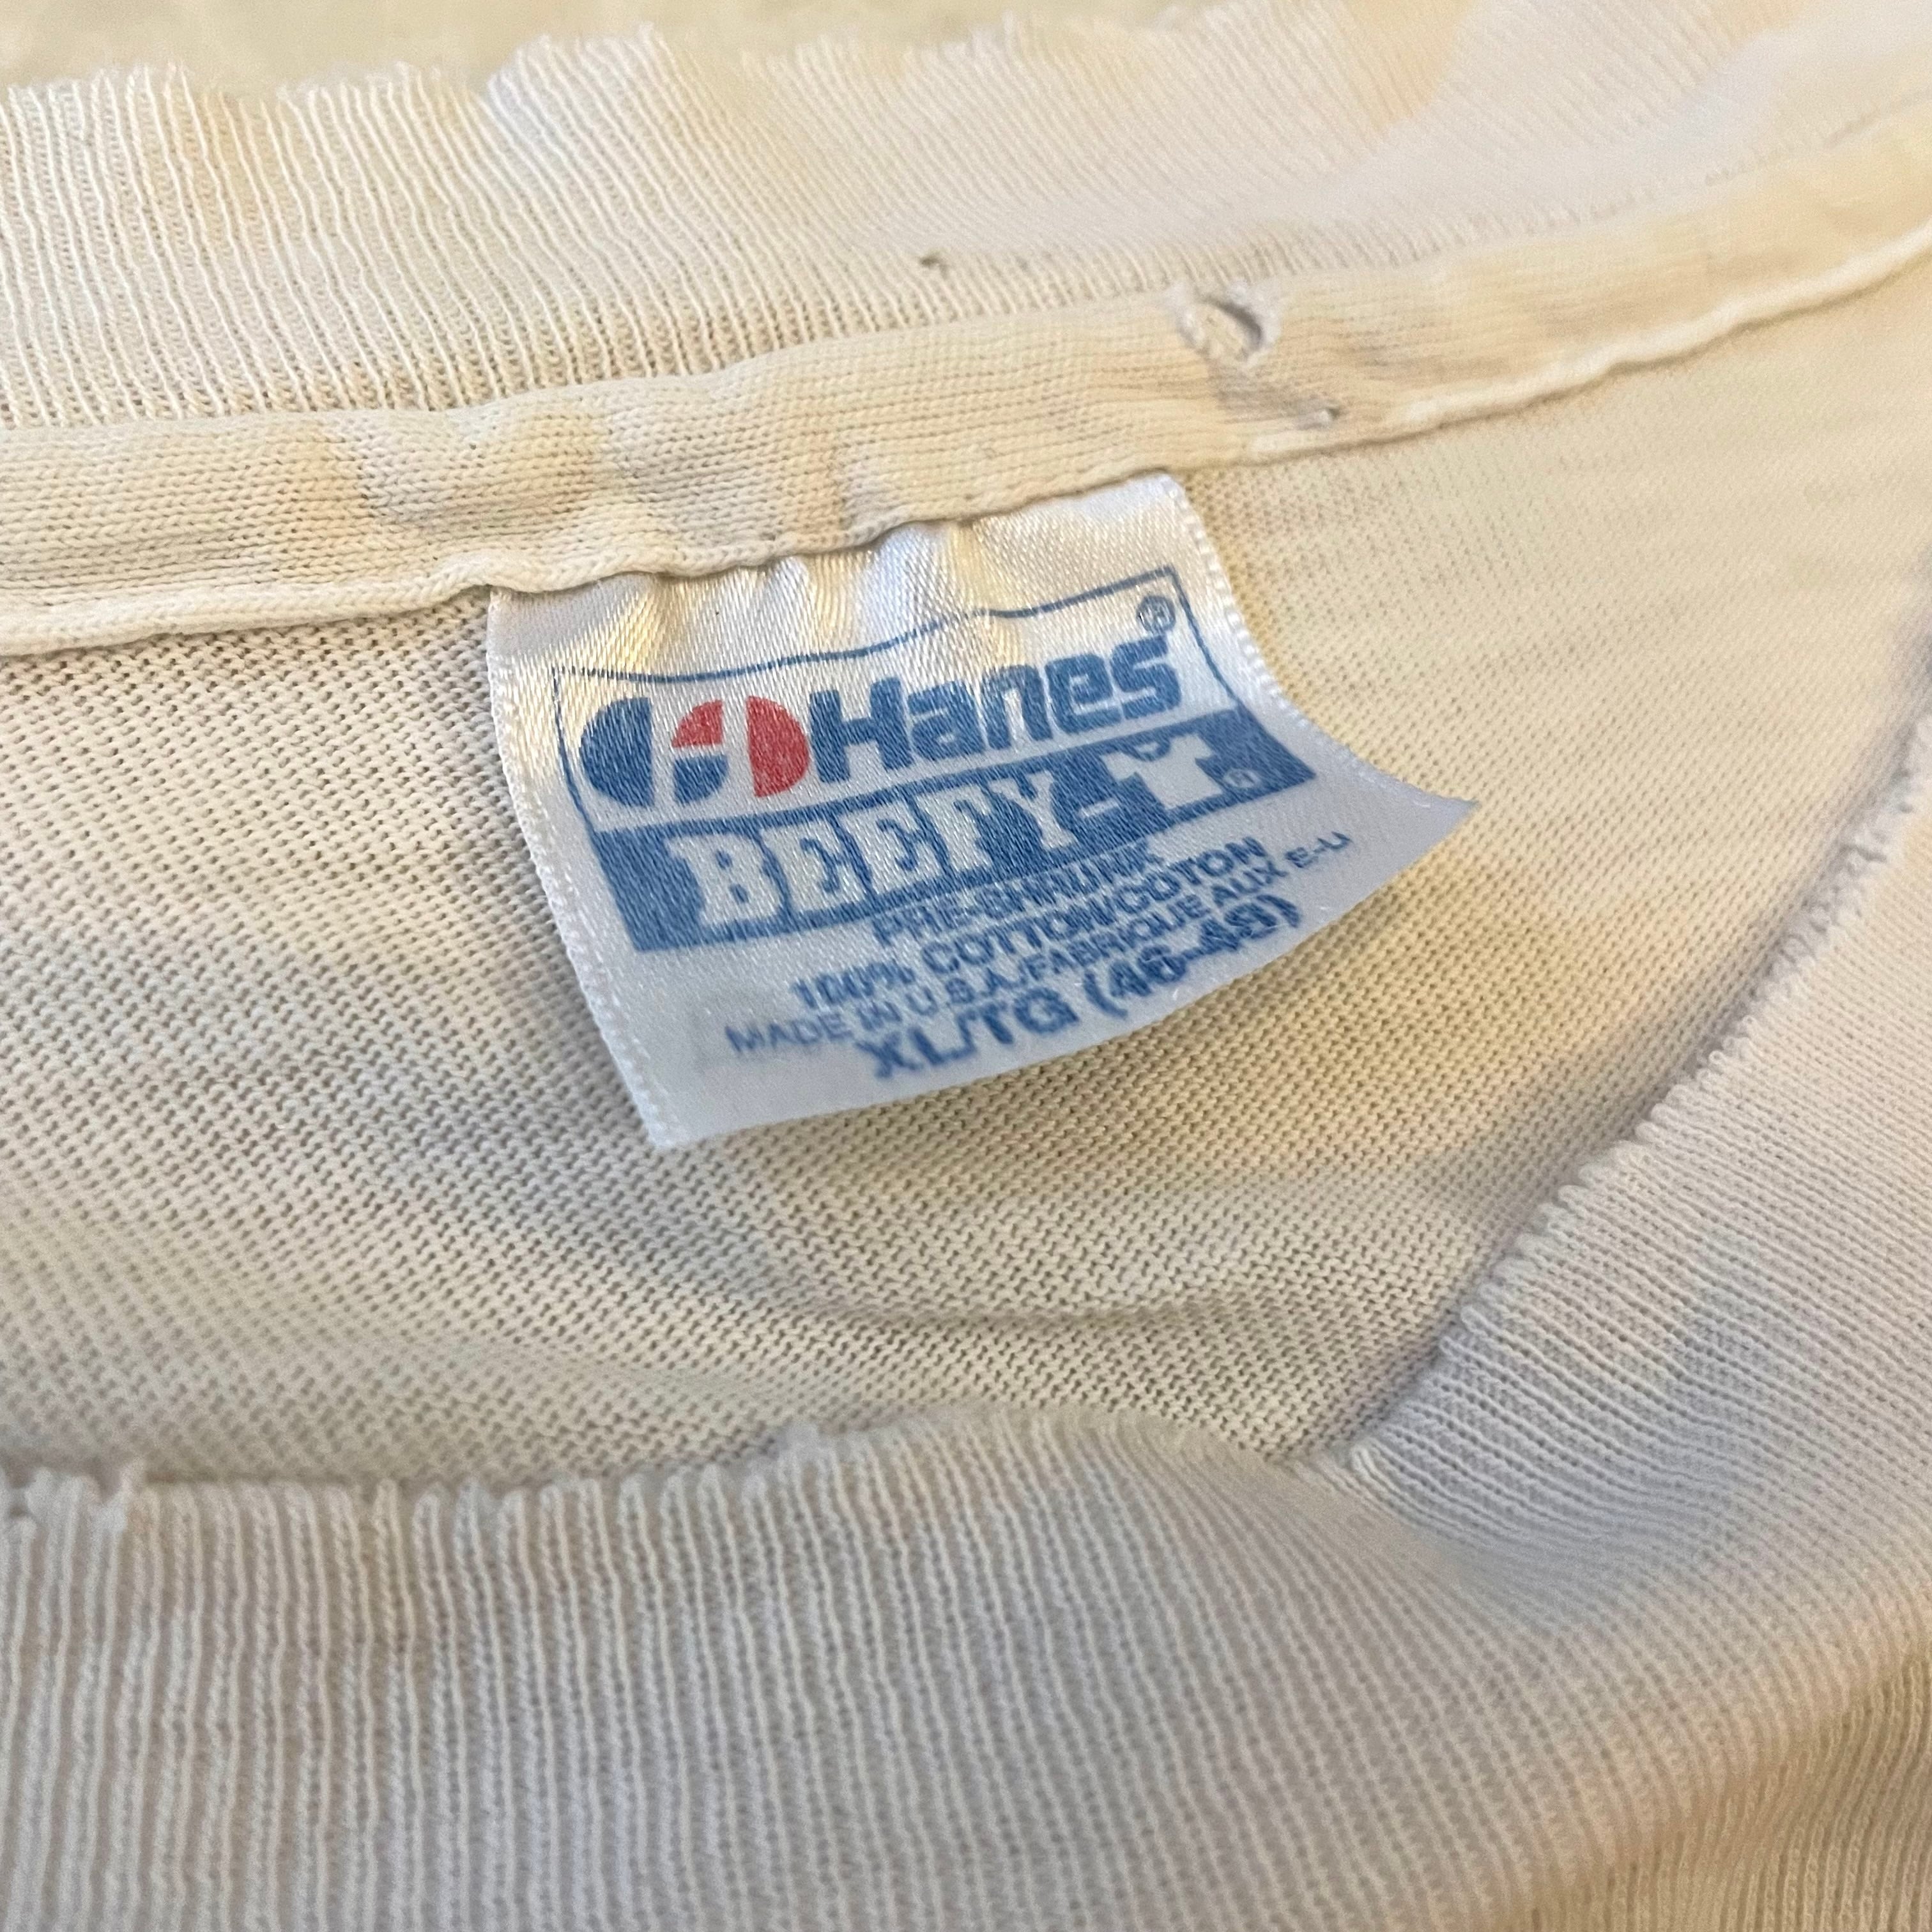 Hanes®
BEEFY-T®
PRE-SHRUNK
100% COTTON/COTON
MADE IN U.S.A./FABRIQUE AUX E-U
XL/TG (46-48)